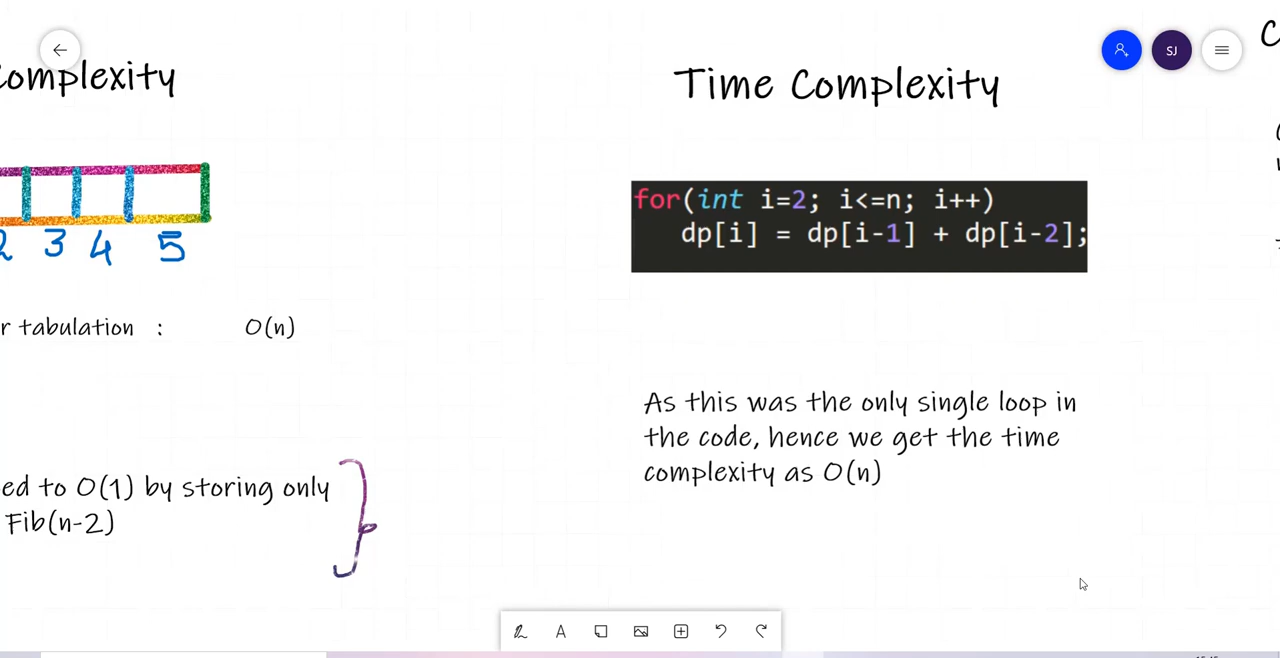 omplexity
3 4 5
r tabulation : O(n)
ed to O(1) by storing only
Fib(n-2)
Time Complexity
for(int i=2; i<=n; i++)
dp[i] = dp[i-1] + dp[i-2];
As this was the only single loop in
the code, hence we get the time
complexity as O(n)
SJ
A